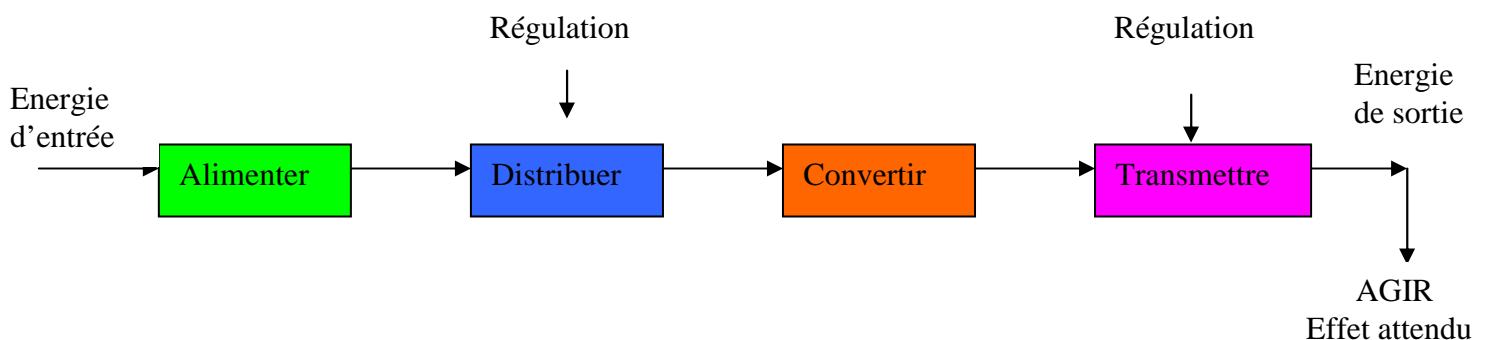 Régulation
Régulation
Energie
d’entrée
Energie
de sortie
Alimenter
Distribuer
Convertir
Transmettre
AGIR
Effet attendu